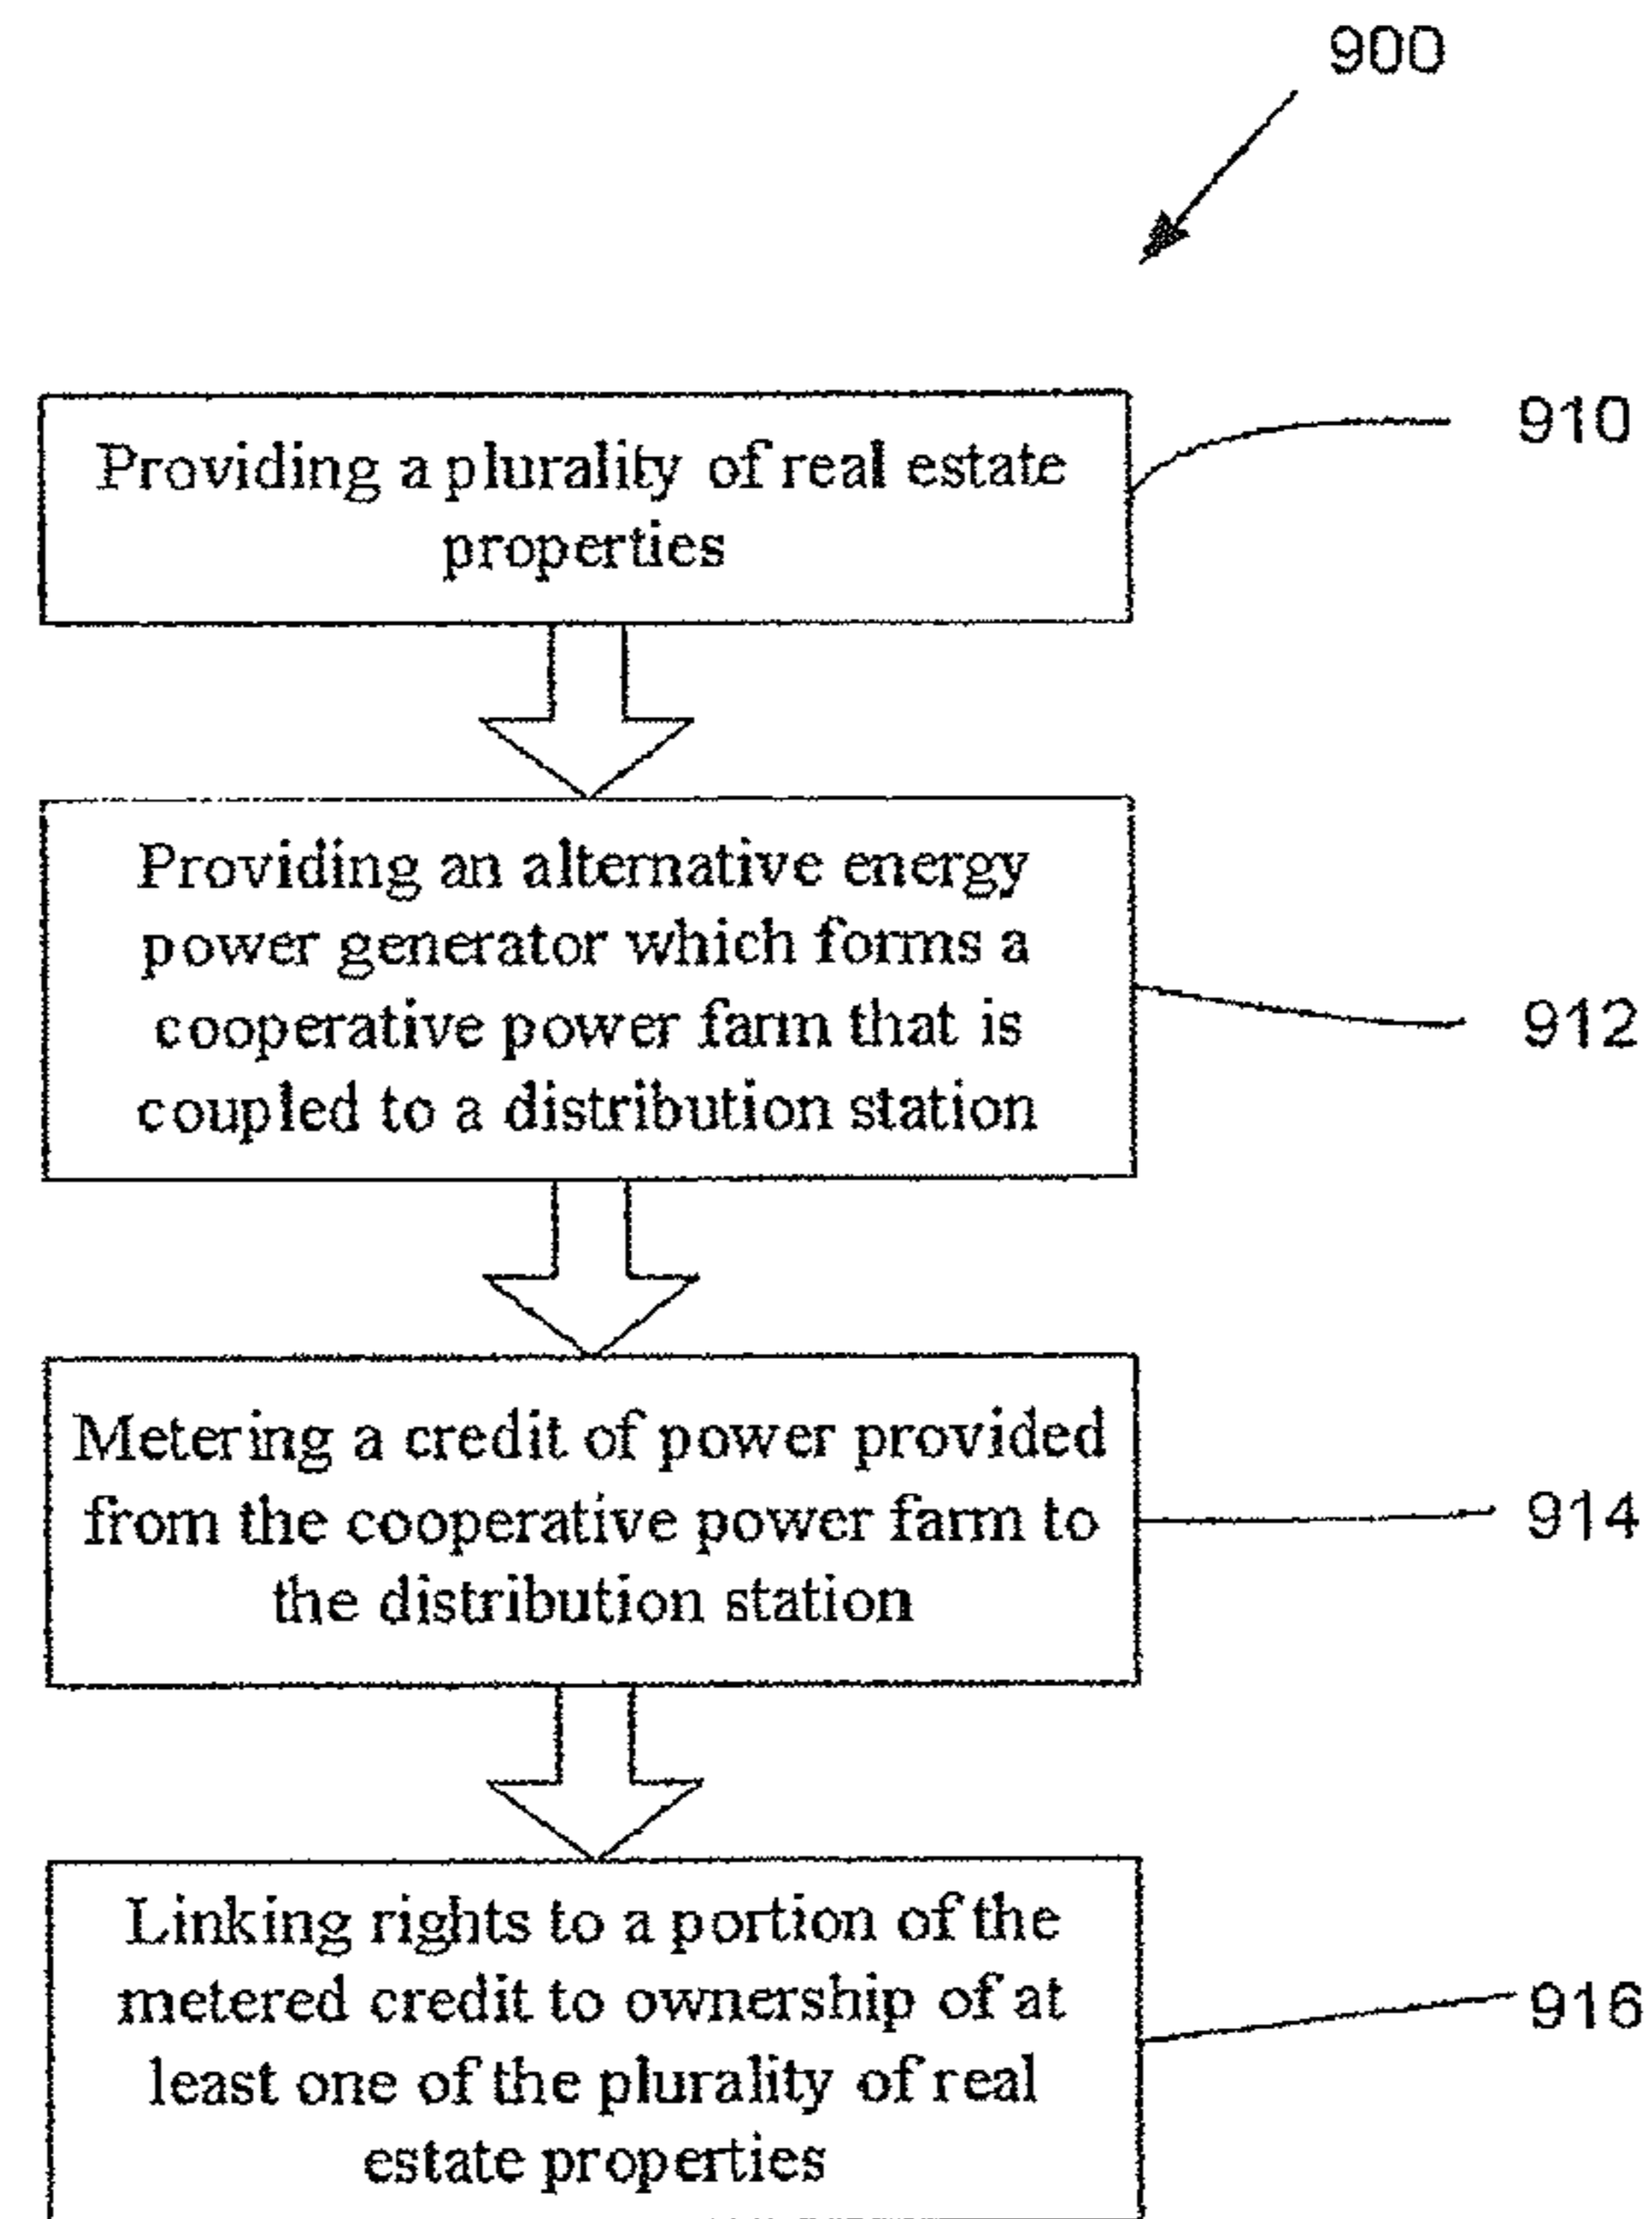 900
Providing a plurality of real estate
properties
910
Providing an alternative energy
power generator which forms a
cooperative power farm that is
coupled to a distribution station
912
Metering a credit of power provided
from the cooperative power farm to
the distribution station
914
Linking rights to a portion of the
metered credit to ownership of at
least one of the plurality of real
estate properties
916